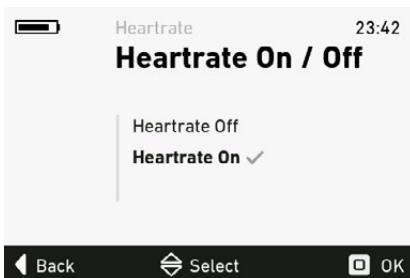 Heartrate 23:42
Heartrate On / Off
Heartrate Off
Heartrate On
Back Select OK